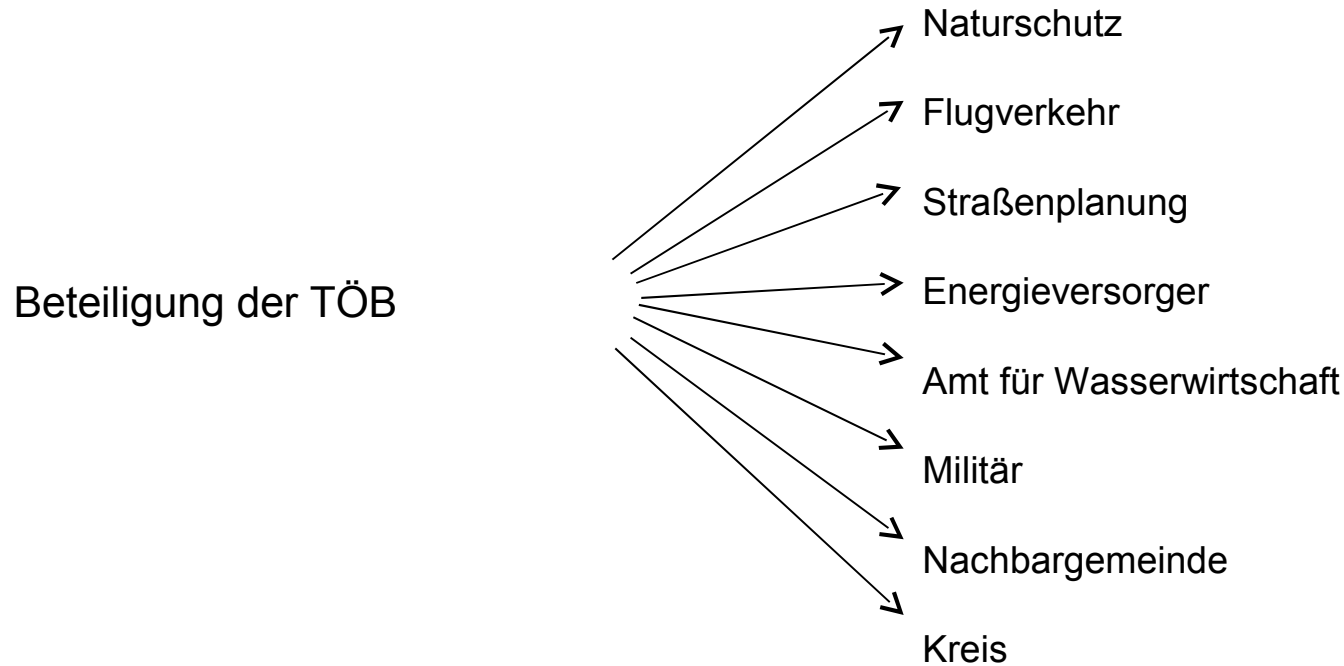 Beteiligung der TÖB
Naturschutz
Flugverkehr
Straßenplanung
Energieversorger
Amt für Wasserwirtschaft
Militär
Nachbargemeinde
Kreis